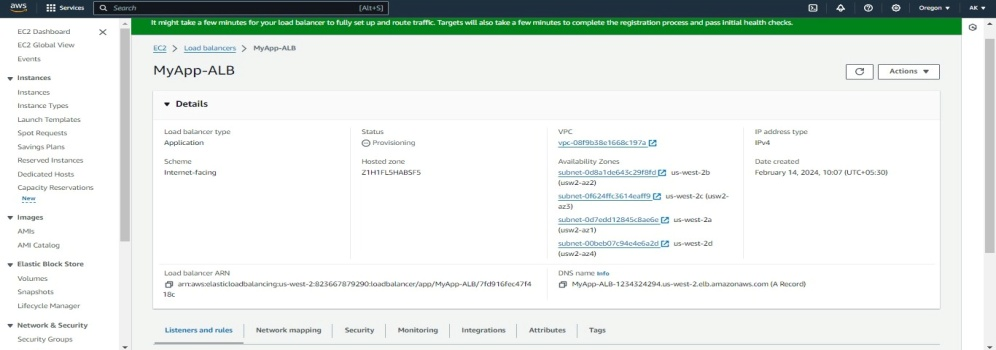 aws Services Search [Alt+S] Oregon AK
EC2 Dashboard
EC2 Global View
Events
Instances
Instances
Instance Types
Launch Templates
Spot Requests
Savings Plans
Reserved Instances
Dedicated Hosts
Capacity Reservations
New
Images
AMIs
AMI Catalog
Elastic Block Store
Volumes
Snapshots
Lifecycle Manager
Network & Security
Security Groups
It might take a few minutes for your load balancer to fully set up and route traffic. Targets will also take a few minutes to complete the registration process and pass initial health checks.
EC2 Load balancers MyApp-ALB
MyApp-ALB
Actions
Details
Load balancer type
Application
Status
Provisioning
VPC
vpc-08f9b38e1668c197a
IP address type
IPv4
Scheme
Internet-facing
Hosted zone
Z1H1FL5HABSF5
Availability Zones
subnet-0d8a1de643c29f8fd us-west-2b
(usw2-az2)
subnet-0f624ffc3614eaff9 us-west-2c (usw2-
az3)
subnet-0d7edd12845c8ae6e us-west-2a
(usw2-az1)
subnet-00beb07c94e4e6a2d us-west-2d
(usw2-az4)
Date created
February 14, 2024, 10:07 (UTC+05:30)
Load balancer ARN
arn:aws:elasticloadbalancing:us-west-2:823667879290:loadbalancer/app/MyApp-ALB/7fd916fec47f4
18c
DNS name Info
MyApp-ALB-1234324294.us-west-2.elb.amazonaws.com (A Record)
Listeners and rules Network mapping Security Monitoring Integrations Attributes Tags